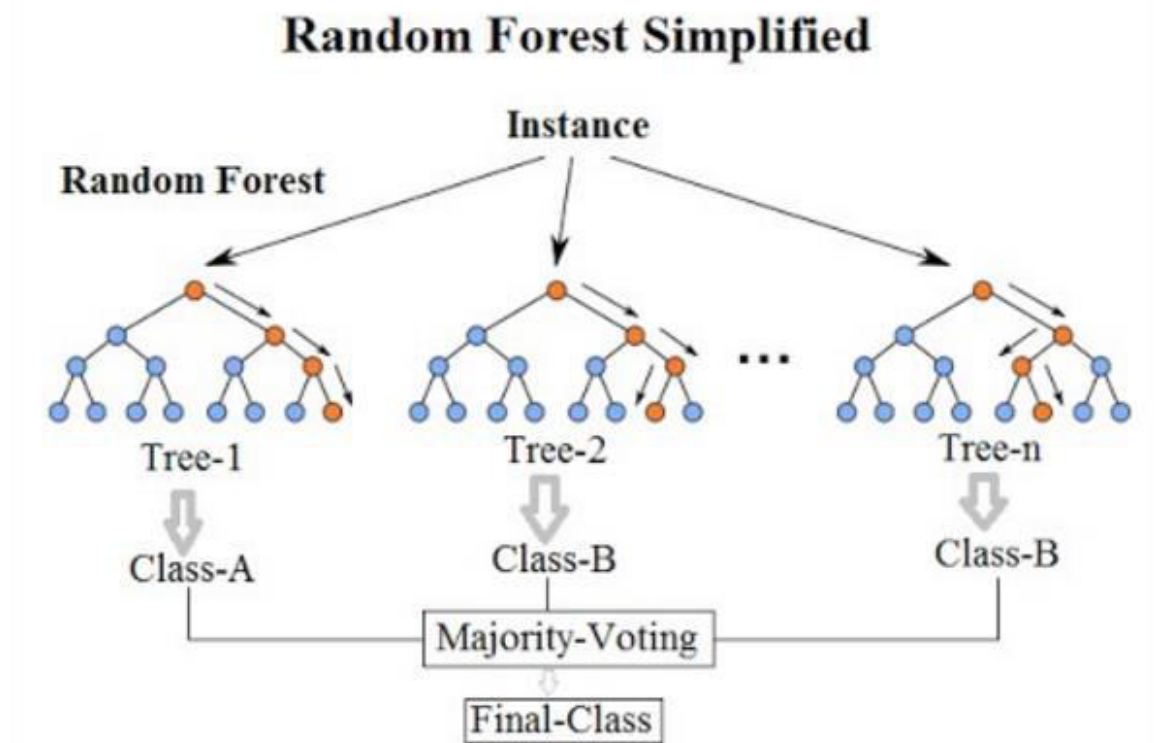 Random Forest Simplified
Instance
Random Forest
...
Tree-1
Tree-2
Tree-n
Class-A
Class-B
Class-B
Majority-Voting
Final-Class